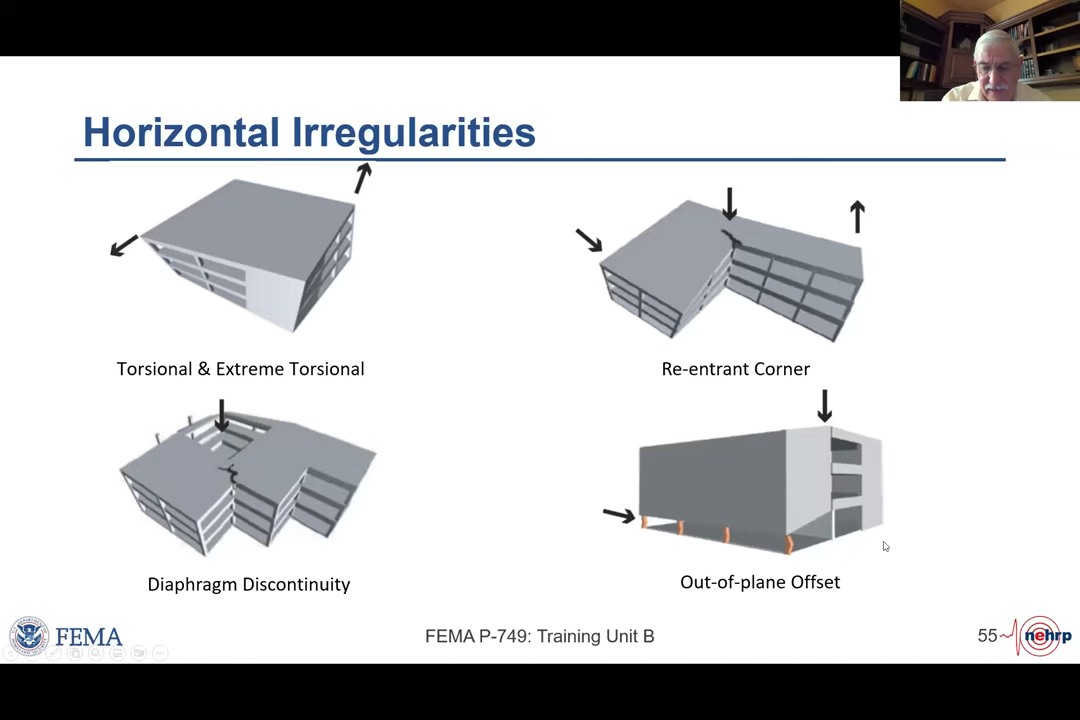 Horizontal Irregularities
Torsional & Extreme Torsional
Re-entrant Corner
Diaphragm Discontinuity
Out-of-plane Offset
FEMA
FEMA P-749: Training Unit B
55
nehrp